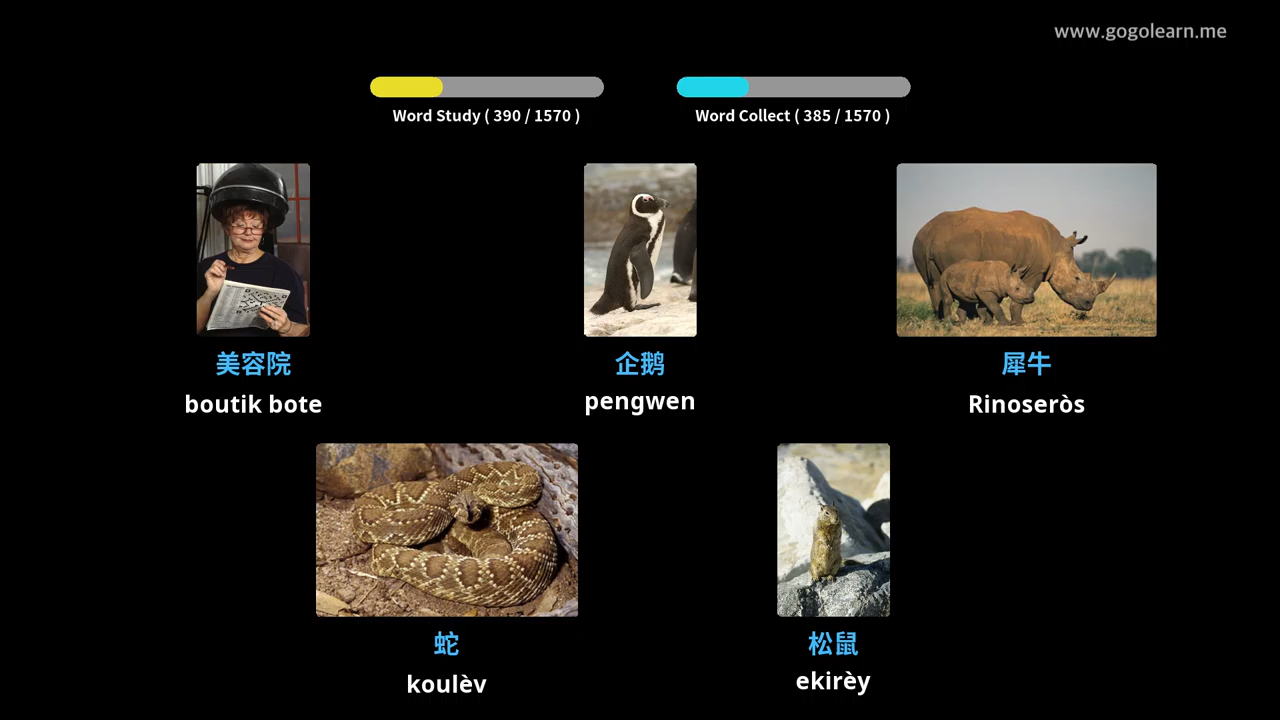 www.gogolearn.me
Word Study ( 390 / 1570 )
Word Collect ( 385 / 1570 )
美容院
boutik bote
企鹅
pengwen
犀牛
Rinoseròs
蛇
koulèv
松鼠
ekirèy